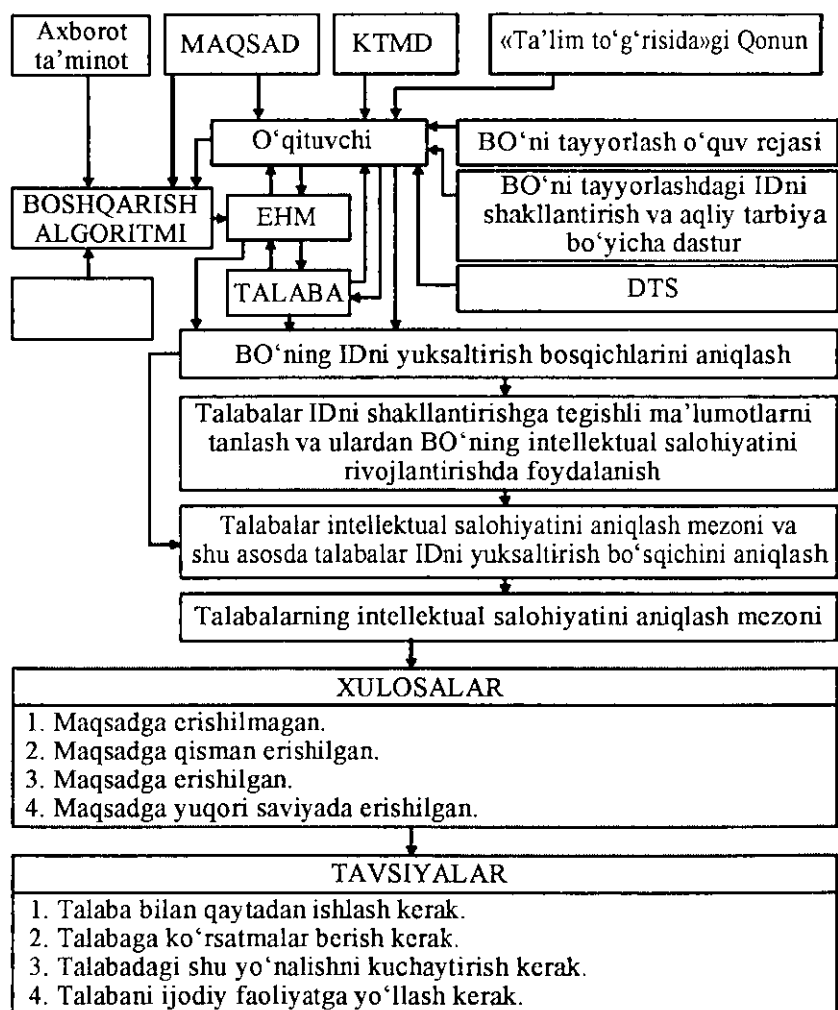 Axborot
ta’minot
MAQSAD
KTMD
«Ta’lim to‘g‘risida»gi Qonun
O‘qituvchi
BO‘ni tayyorlash o‘quv rejasi
BOSHQARISH
ALGORITMI
EHM
BO‘ni tayyorlashdagi IDni
shakllantirish va aqliy tarbiya
bo‘yicha dastur
TALABA
DTS
BO‘ning IDni yuksaltirish bosqichlarini aniqlash
Talabalar IDni shakllantirishga tegishli ma’lumotlarni
tanlash va ulardan BO‘ning intellektual salohiyatini
rivojlantirishda foydalanish
Talabalar intellektual salohiyatini aniqlash mezoni va
shu asosda talabalar IDni yuksaltirish bo‘sqichini aniqlash
Talabalarning intellektual salohiyatini aniqlash mezoni
XULOSALAR
1. Maqsadga erishilmagan.
2. Maqsadga qisman erishilgan.
3. Maqsadga erishilgan.
4. Maqsadga yuqori saviyada erishilgan.
TAVSIYALAR
1. Talaba bilan qaytadan ishlash kerak.
2. Talabaga ko‘rsatmalar berish kerak.
3. Talabadagi shu yo‘nalishni kuchaytirish kerak.
4. Talabani ijodiy faoliyatga yo‘llash kerak.